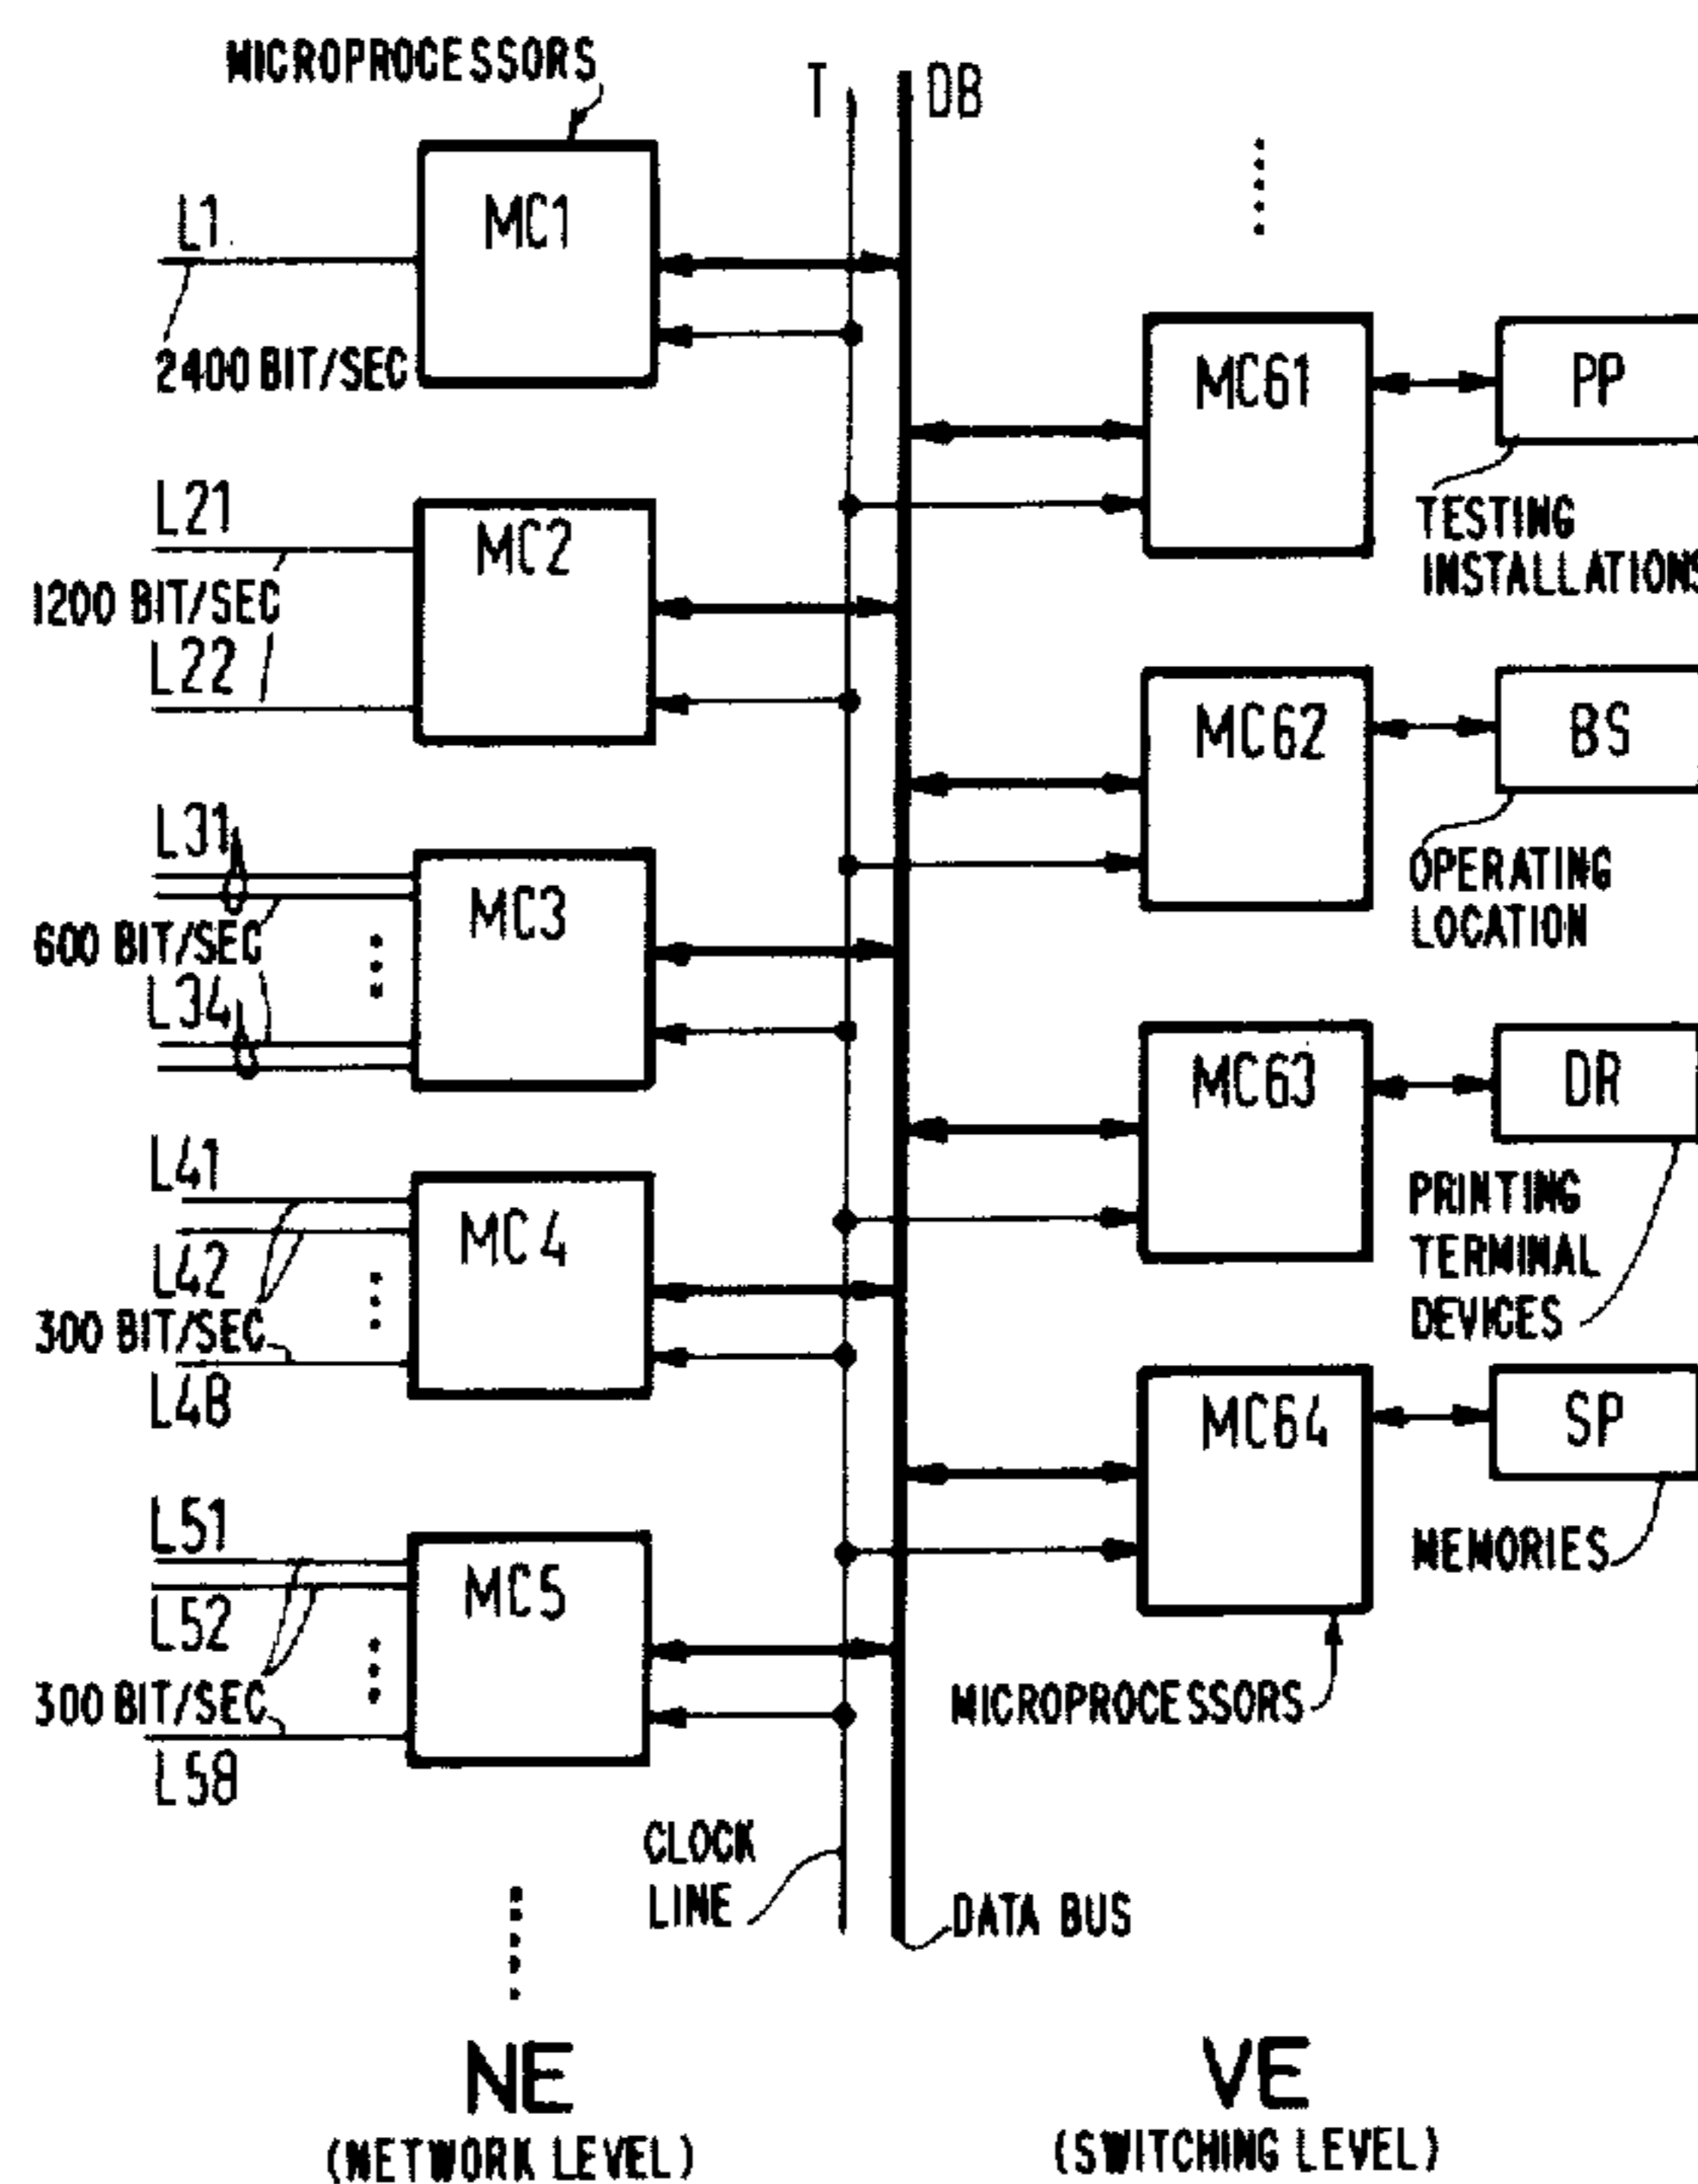 MICROPROCESSORS
T
DB
MC1
L1
2400 BIT/SEC
MC61
PP
TESTING
INSTALLATIONS
L21
MC2
1200 BIT/SEC
L22
MC62
BS
OPERATING
LOCATION
L31
MC3
600 BIT/SEC
L34
MC63
DR
PRINTING
TERMINAL
DEVICES
L41
MC4
L42
300 BIT/SEC
L48
MC64
SP
MEMORIES
L51
MC5
L52
300 BIT/SEC
L58
MICROPROCESSORS
CLOCK
LINE
DATA BUS
NE
(NETWORK LEVEL)
VE
(SWITCHING LEVEL)